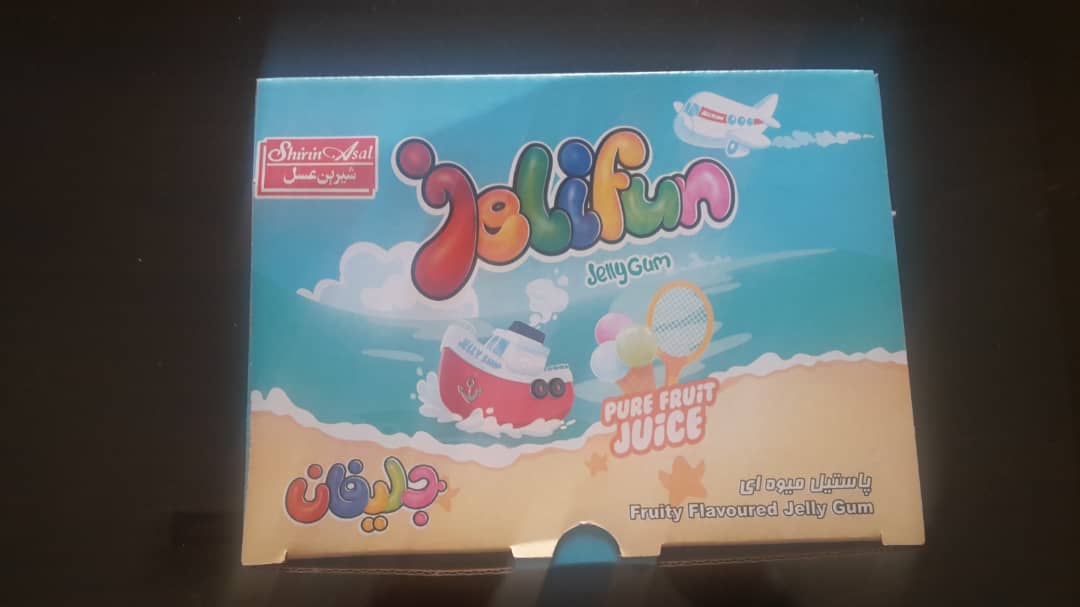 Shirin Asal
شیرین عسل
Jelifun
Jelly Gum
JELLY SHIP
PURE FRUIT
JUICE
جلیفان
پاستیل میوه ای
Fruity Flavoured Jelly Gum